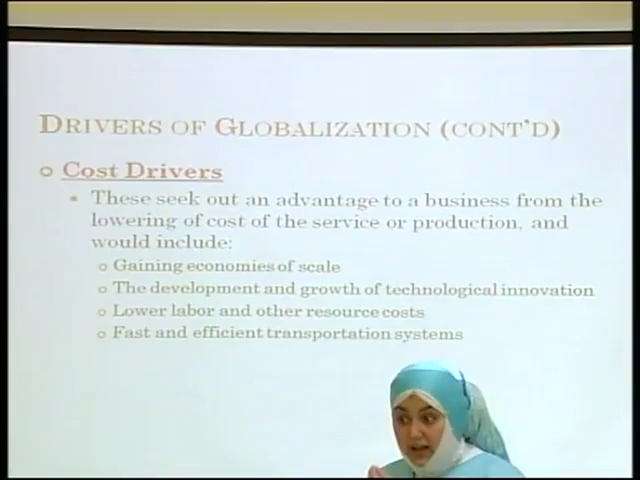 DRIVERS OF GLOBALIZATION (CONT'D)
Cost Drivers
These seek out an advantage to a business from the
lowering of cost of the service or production, and
would include:
Gaining economies of scale
The development and growth of technological innovation
Lower labor and other resource costs
Fast and efficient transportation systems